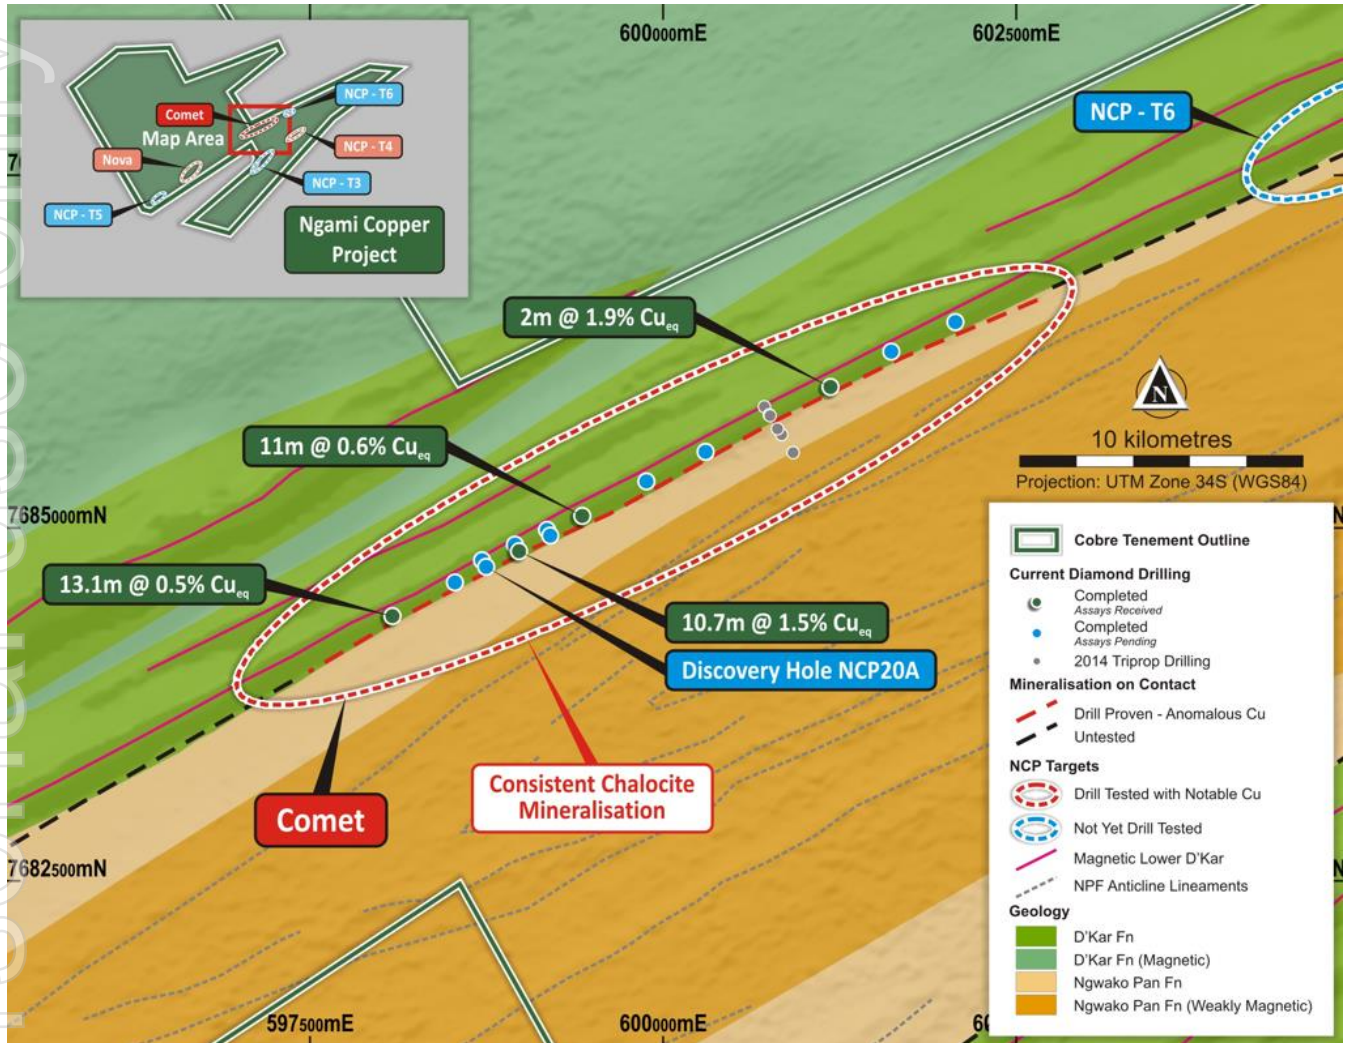 600000mE
602500mE
NCP - T6
Comet
Map Area
NCP - T4
Nova
NCP - T3
NCP - T5
Ngami Copper
Project
NCP - T6
2m @ 1.9% Cueq
11m @ 0.6% Cueq
7685000mN
13.1m @ 0.5% Cueq
10.7m @ 1.5% Cueq
Discovery Hole NCP20A
Consistent Chalocite
Mineralisation
Comet
7682500mN
597500mE
600000mE
N
10 kilometres
Projection: UTM Zone 34S (WGS84)
Cobre Tenement Outline
Current Diamond Drilling
Completed
Assays Received
Completed
Assays Pending
2014 Triprop Drilling
Mineralisation on Contact
Drill Proven - Anomalous Cu
Untested
NCP Targets
Drill Tested with Notable Cu
Not Yet Drill Tested
Magnetic Lower D'Kar
NPF Anticline Lineaments
Geology
D'Kar Fn
D'Kar Fn (Magnetic)
Ngwako Pan Fn
Ngwako Pan Fn (Weakly Magnetic)